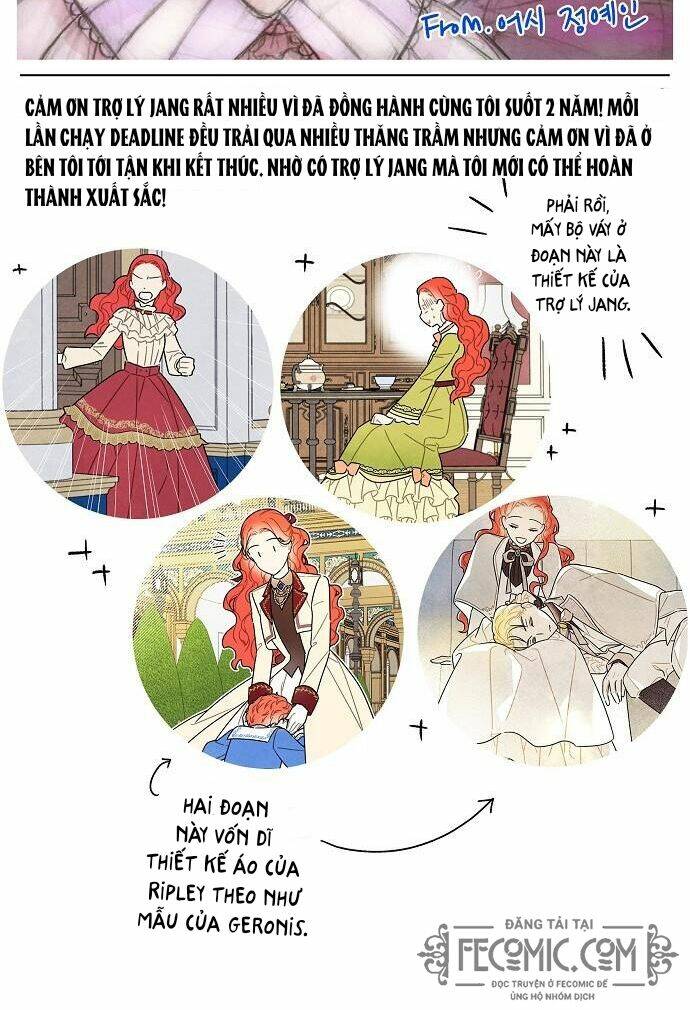 From. 어시 정예인
CẢM ƠN TRỢ LÝ JANG RẤT NHIỀU VÌ ĐÃ ĐỒNG HÀNH CÙNG TÔI SUỐT 2 NĂM! MỖI
LẦN CHẠY DEADLINE ĐỀU TRẢI QUA NHIỀU THĂNG TRẦM NHƯNG CẢM ƠN VÌ ĐÃ Ở
BÊN TÔI TỚI TẬN KHI KẾT THÚC. NHỜ CÓ TRỢ LÝ JANG MÀ TÔI MỚI CÓ THỂ HOÀN
THÀNH XUẤT SẮC!
PHẢI RỒI,
MẤY BỘ VÁY Ở
ĐOẠN NÀY LÀ
THIẾT KẾ CỦA
TRỢ LÝ JANG.
HAI ĐOẠN
NÀY VỐN DĨ
THIẾT KẾ ÁO CỦA
RIPLEY THEO NHƯ
MẪU CỦA GERONIS.
ĐĂNG TẢI TẠI
FECOMIC.COM
ĐỌC TRUYỆN Ở FECOMIC ĐỂ
ỦNG HỘ NHÓM DỊCH